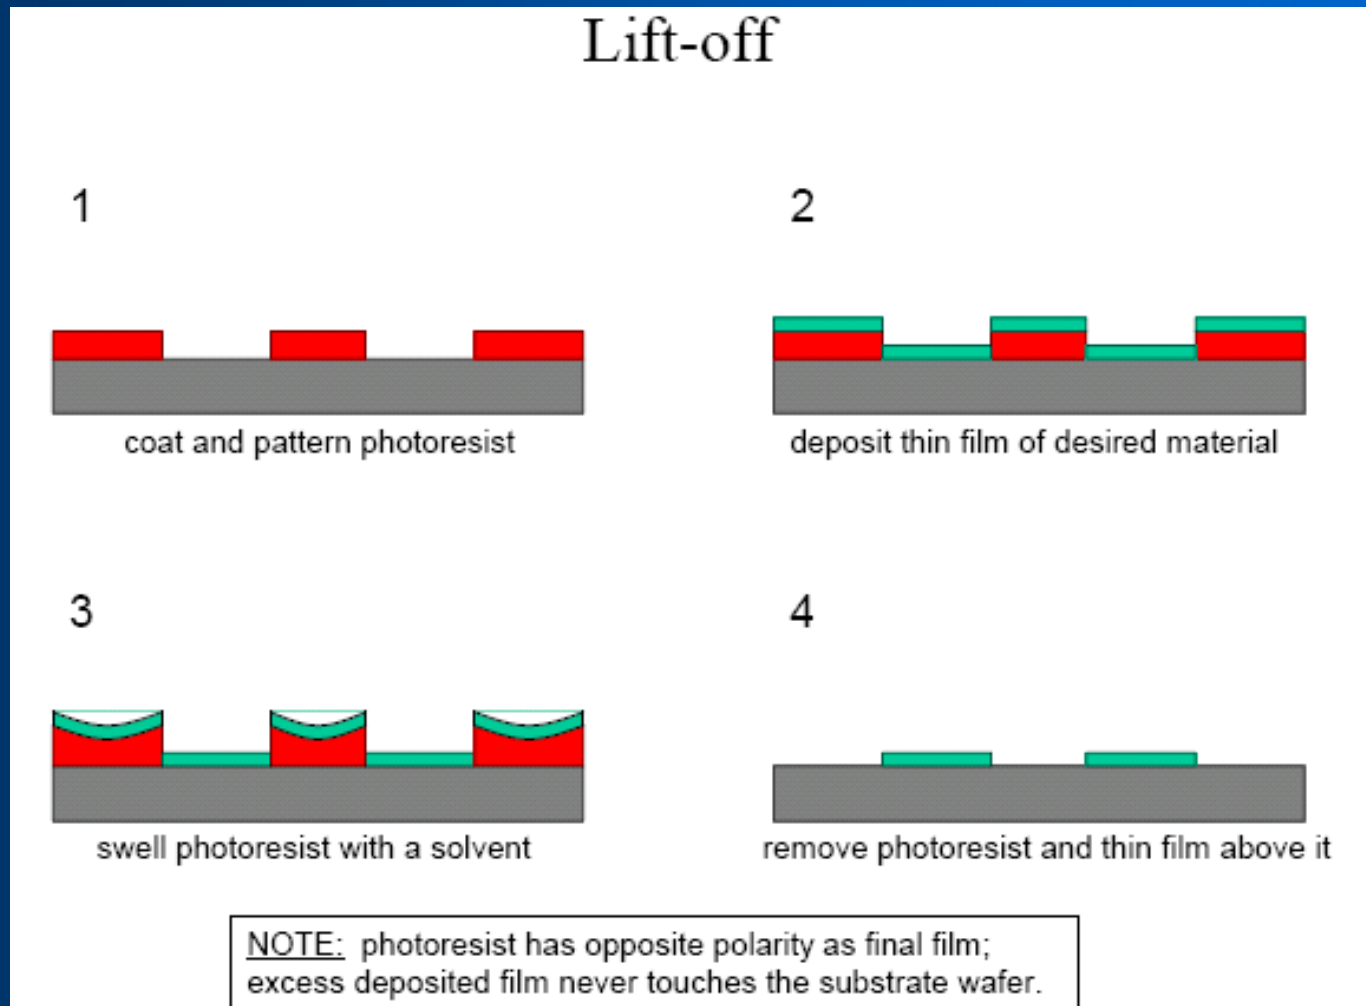 Lift-off
1
2
coat and pattern photoresist
deposit thin film of desired material
3
4
swell photoresist with a solvent
remove photoresist and thin film above it
NOTE: photoresist has opposite polarity as final film;
excess deposited film never touches the substrate wafer.